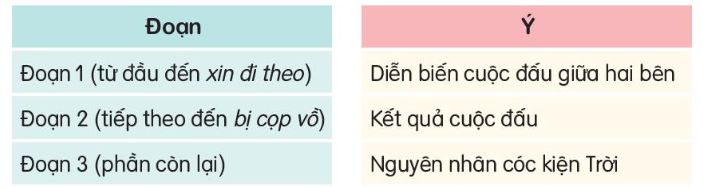 Đoạn Ý
Đoạn 1 (từ đầu đến xin đi theo) Diễn biến cuộc đấu giữa hai bên
Đoạn 2 (tiếp theo đến bị cọp vồ) Kết quả cuộc đấu
Đoạn 3 (phần còn lại) Nguyên nhân cóc kiện Trời